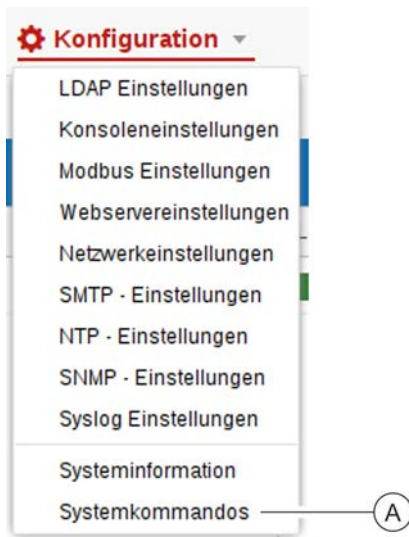 Konfiguration
LDAP Einstellungen
Konsoleneinstellungen
Modbus Einstellungen
Webservereinstellungen
Netzwerkeinstellungen
SMTP - Einstellungen
NTP - Einstellungen
SNMP - Einstellungen
Syslog Einstellungen
Systeminformation
Systemkommandos A